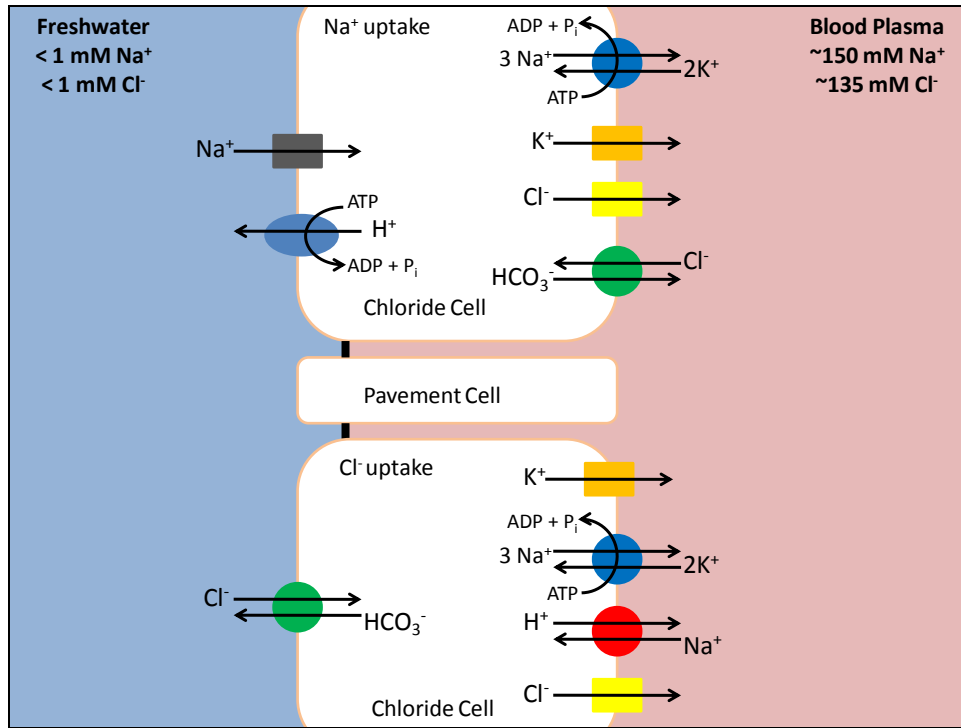 Freshwater
< 1 mM Na⁺
< 1 mM Cl⁻
Na⁺ uptake
ADP + Pᵢ
3 Na⁺
2K⁺
ATP
Blood Plasma
~150 mM Na⁺
~135 mM Cl⁻
Na⁺
K⁺
ATP
H⁺
ADP + Pᵢ
Cl⁻
Cl⁻
HCO₃⁻
Chloride Cell
Pavement Cell
Cl⁻ uptake
K⁺
ADP + Pᵢ
3 Na⁺
2K⁺
ATP
Cl⁻
HCO₃⁻
H⁺
Na⁺
Cl⁻
Chloride Cell